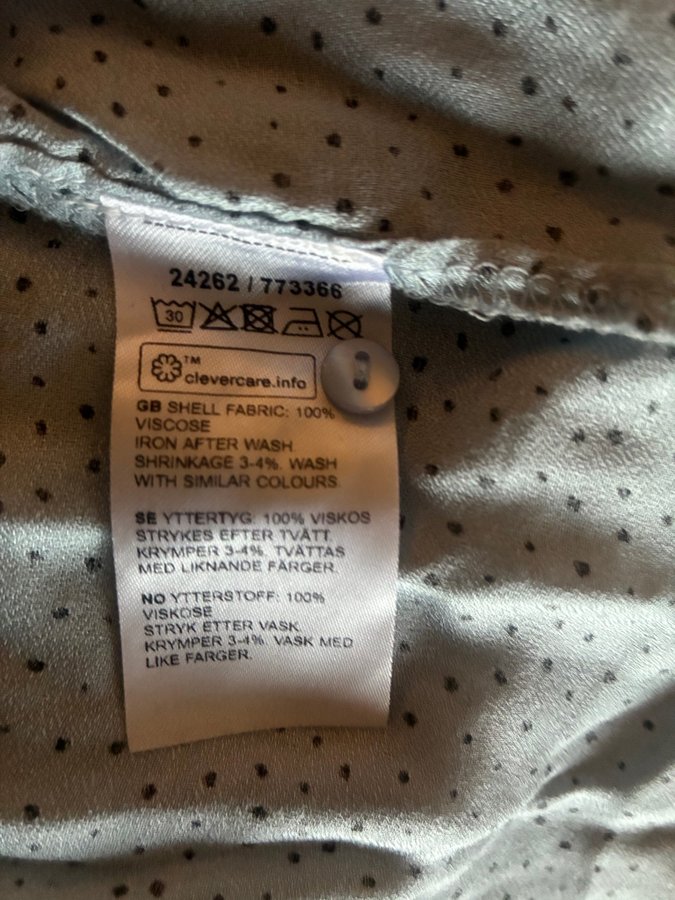 24262 / 773366
30
TM
clevercare.info
GB SHELL FABRIC: 100%
VISCOSE
IRON AFTER WASH.
SHRINKAGE 3-4%. WASH
WITH SIMILAR COLOURS.
SE YTTERTYG: 100% VISKOS
STRYKES EFTER TVÄTT.
KRYMPER 3-4%. TVÄTTAS
MED LIKNANDE FÄRGER.
NO YTTERSTOFF: 100%
VISKOSE
STRYK ETTER VASK.
KRYMPER 3-4%. VASK MED
LIKE FARGER.